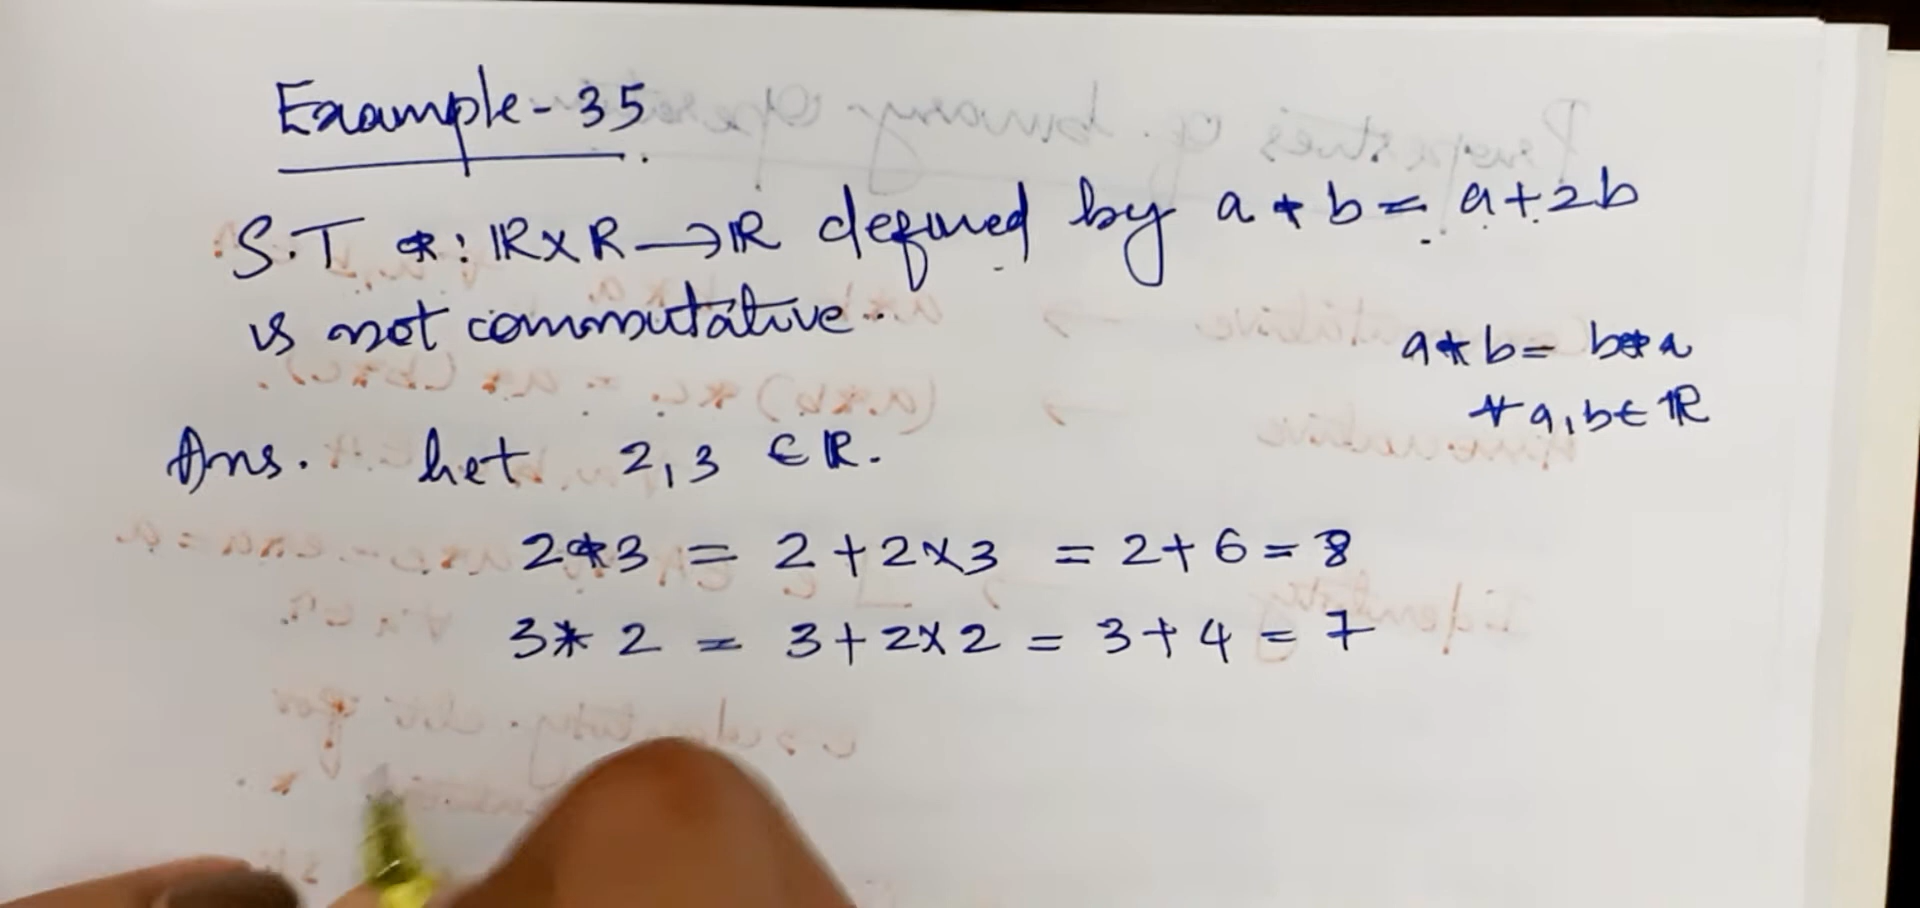 Example-35
S.T *: ℝ×ℝ→ℝ defined by a * b = a+2b
is not commutative.
a * b = b * a
∀ a, b ∈ ℝ
Ans. Let 2,3 ∈ ℝ.
2*3 = 2+2×3 = 2+6=8
3*2 = 3+2×2 = 3+4=7